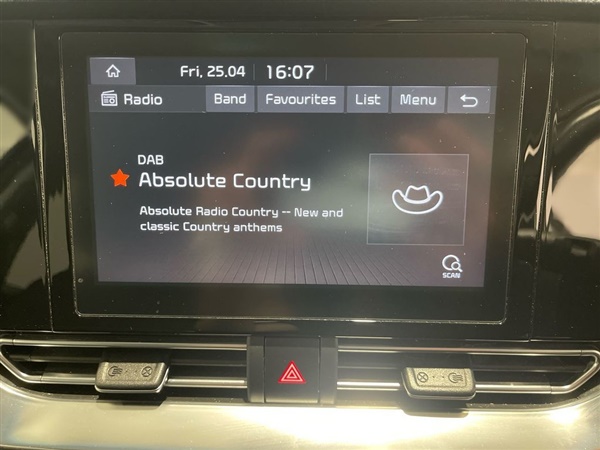 Fri, 25.04 16:07
Radio Band Favourites List Menu
DAB
Absolute Country
Absolute Radio Country -- New and
classic Country anthems
SCAN